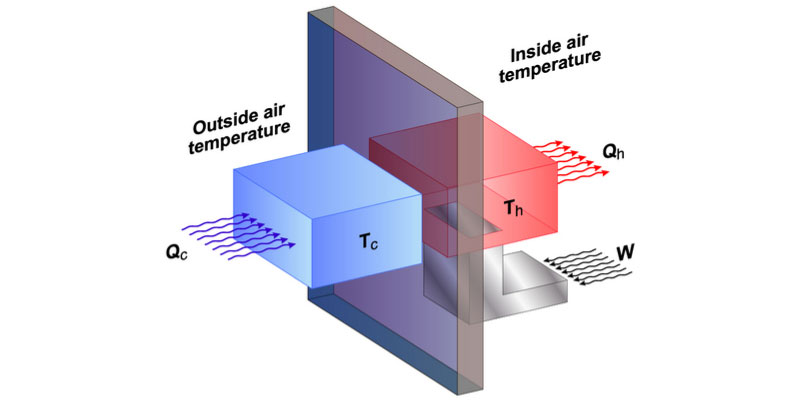 Inside air
temperature
Outside air
temperature
Qh
Th
Tc
Qc
W